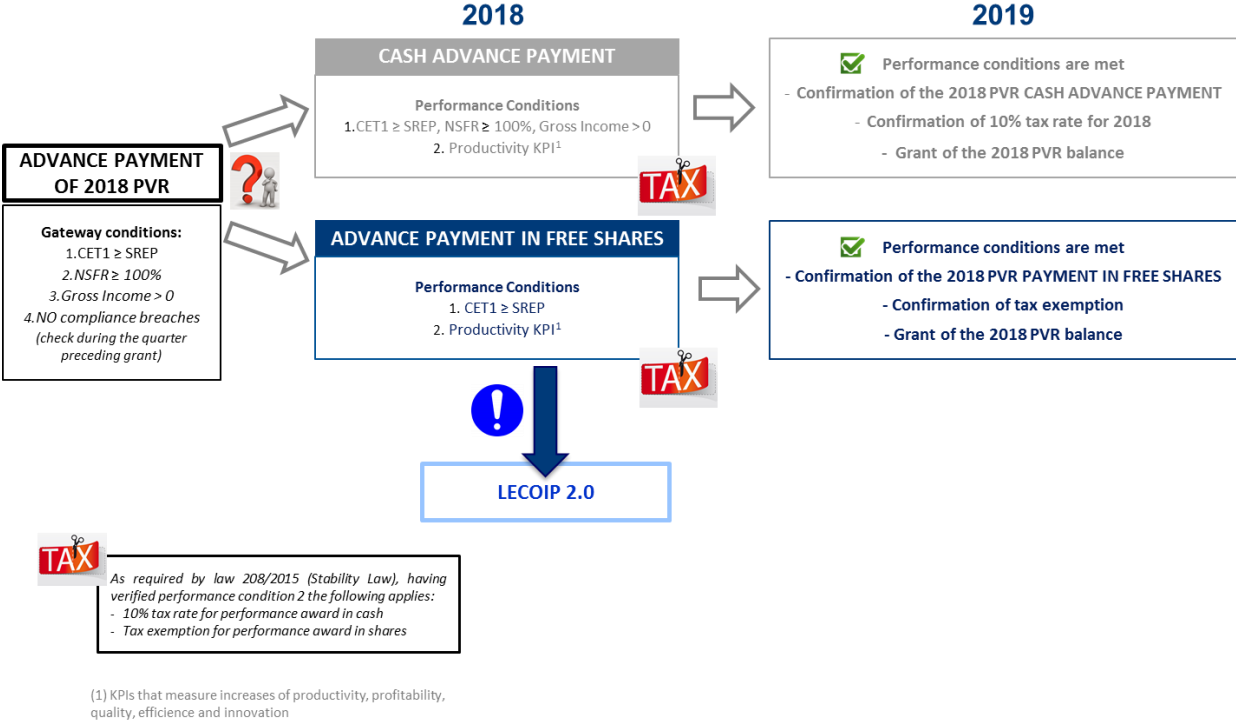 2018
2019
ADVANCE PAYMENT
OF 2018 PVR
Gateway conditions:
1.CET1 ≥ SREP
2.NSFR ≥ 100%
3.Gross Income > 0
4.NO compliance breaches
(check during the quarter
preceding grant)
CASH ADVANCE PAYMENT
Performance Conditions
1.CET1 ≥ SREP, NSFR ≥ 100%, Gross Income > 0
2. Productivity KPI¹
TAX
Performance conditions are met
- Confirmation of the 2018 PVR CASH ADVANCE PAYMENT
- Confirmation of 10% tax rate for 2018
- Grant of the 2018 PVR balance
ADVANCE PAYMENT IN FREE SHARES
Performance Conditions
1. CET1 ≥ SREP
2. Productivity KPI¹
TAX
Performance conditions are met
- Confirmation of the 2018 PVR PAYMENT IN FREE SHARES
- Confirmation of tax exemption
- Grant of the 2018 PVR balance
LECOIP 2.0
TAX
As required by law 208/2015 (Stability Law), having
verified performance condition 2 the following applies:
- 10% tax rate for performance award in cash
- Tax exemption for performance award in shares
(1) KPIs that measure increases of productivity, profitability,
quality, efficience and innovation